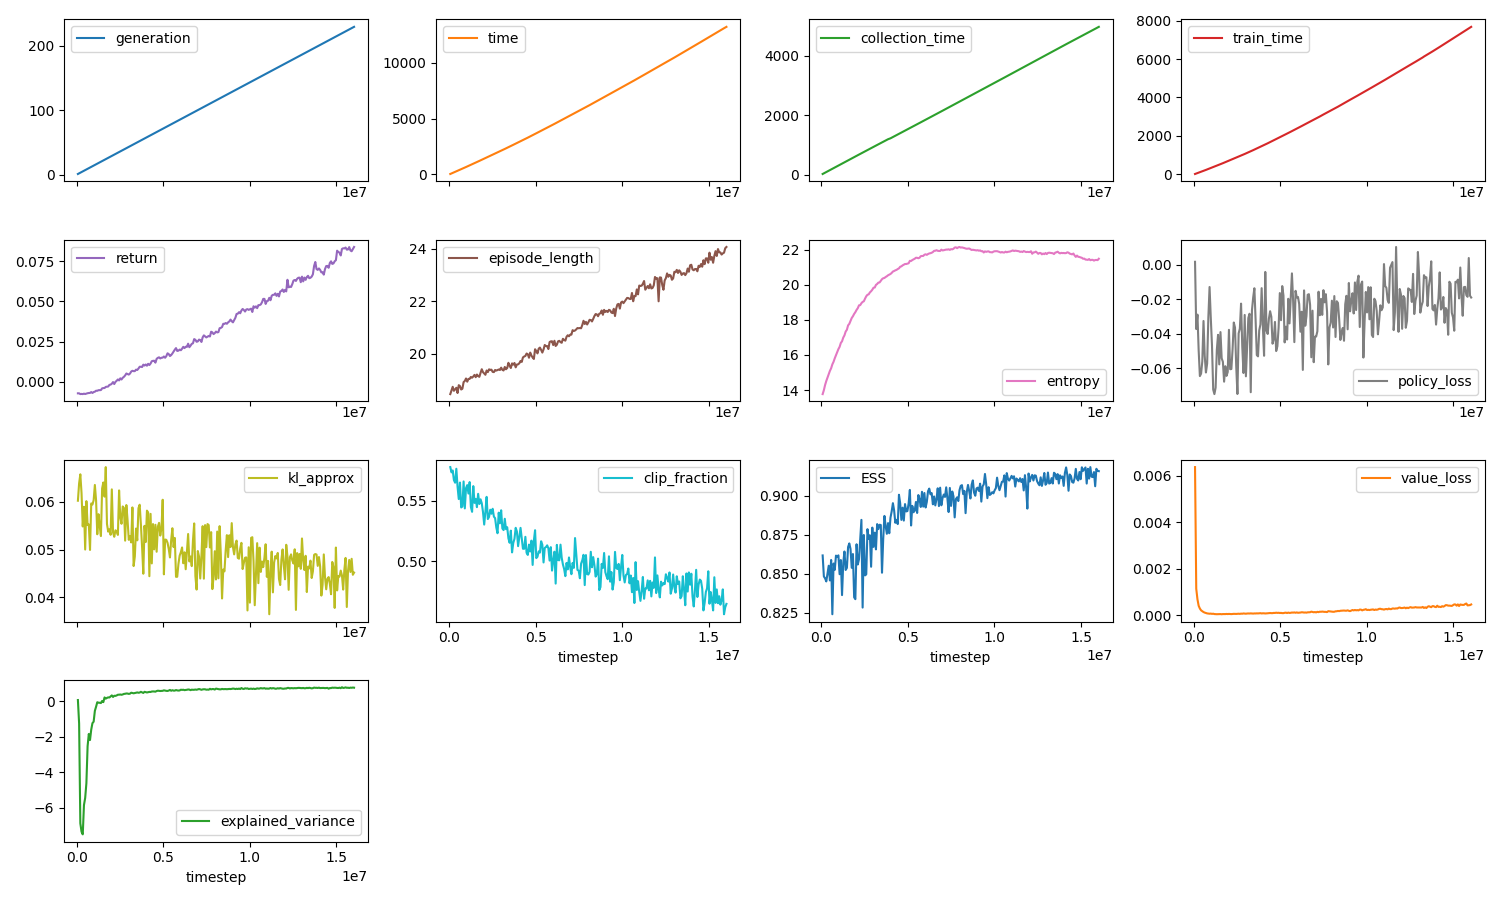 generation
200
100
0
1e7
time
10000
5000
0
1e7
collection_time
4000
2000
0
1e7
train_time
8000
6000
4000
2000
0
1e7
return
0.075
0.050
0.025
0.000
1e7
episode_length
24
22
20
1e7
entropy
22
20
18
16
14
1e7
policy_loss
0.00
−0.02
−0.04
−0.06
1e7
kl_approx
0.06
0.05
0.04
1e7
clip_fraction
0.55
0.50
0.0 0.5 1.0 1.5
timestep 1e7
ESS
0.900
0.875
0.850
0.825
0.0 0.5 1.0 1.5
timestep 1e7
value_loss
0.006
0.004
0.002
0.000
0.0 0.5 1.0 1.5
timestep 1e7
explained_variance
0
−2
−4
−6
0.0 0.5 1.0 1.5
timestep 1e7